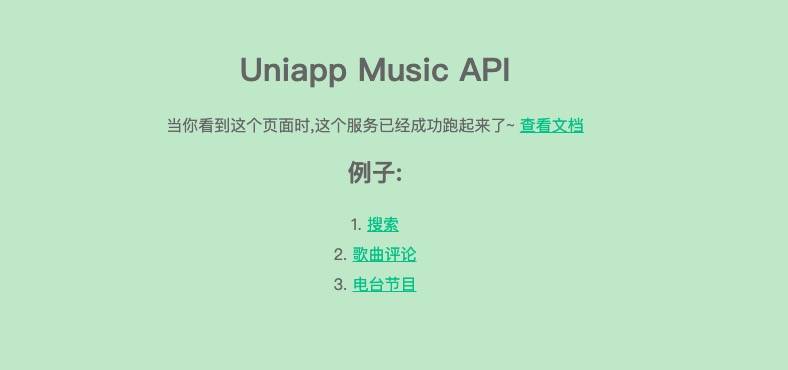 Uniapp Music API
当你看到这个页面时,这个服务已经成功跑起来了~ 查看文档
例子:
1. 搜索
2. 歌曲评论
3. 电台节目